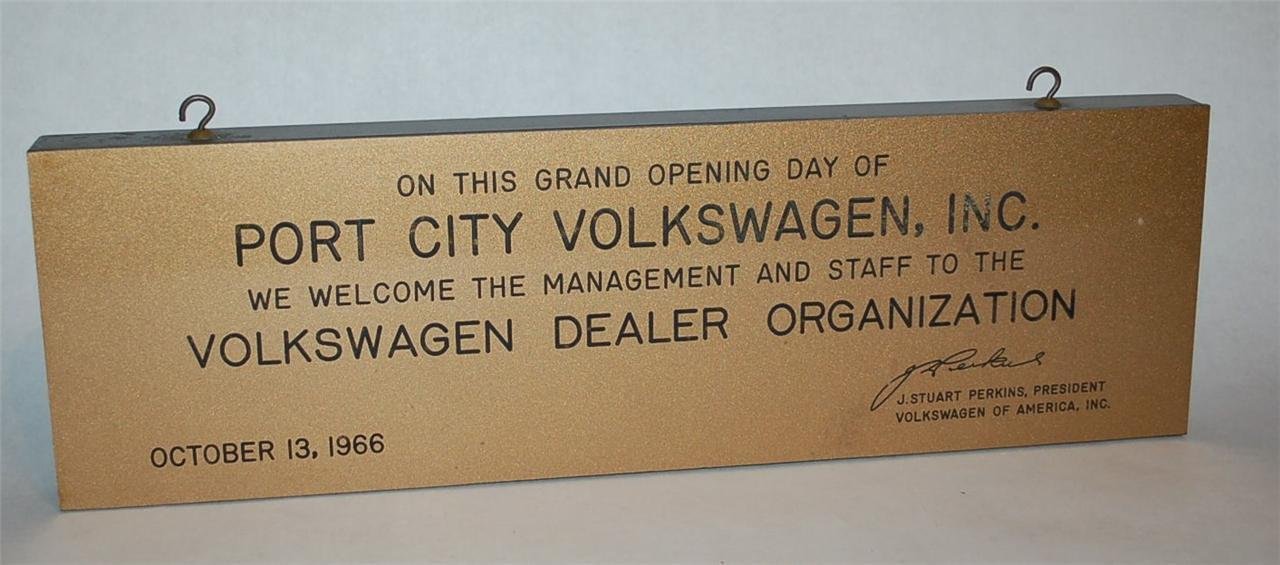 ON THIS GRAND OPENING DAY OF
PORT CITY VOLKSWAGEN, INC.
WE WELCOME THE MANAGEMENT AND STAFF TO THE
VOLKSWAGEN DEALER ORGANIZATION
J S Perkins
J. STUART PERKINS, PRESIDENT
VOLKSWAGEN OF AMERICA, INC.
OCTOBER 13, 1966